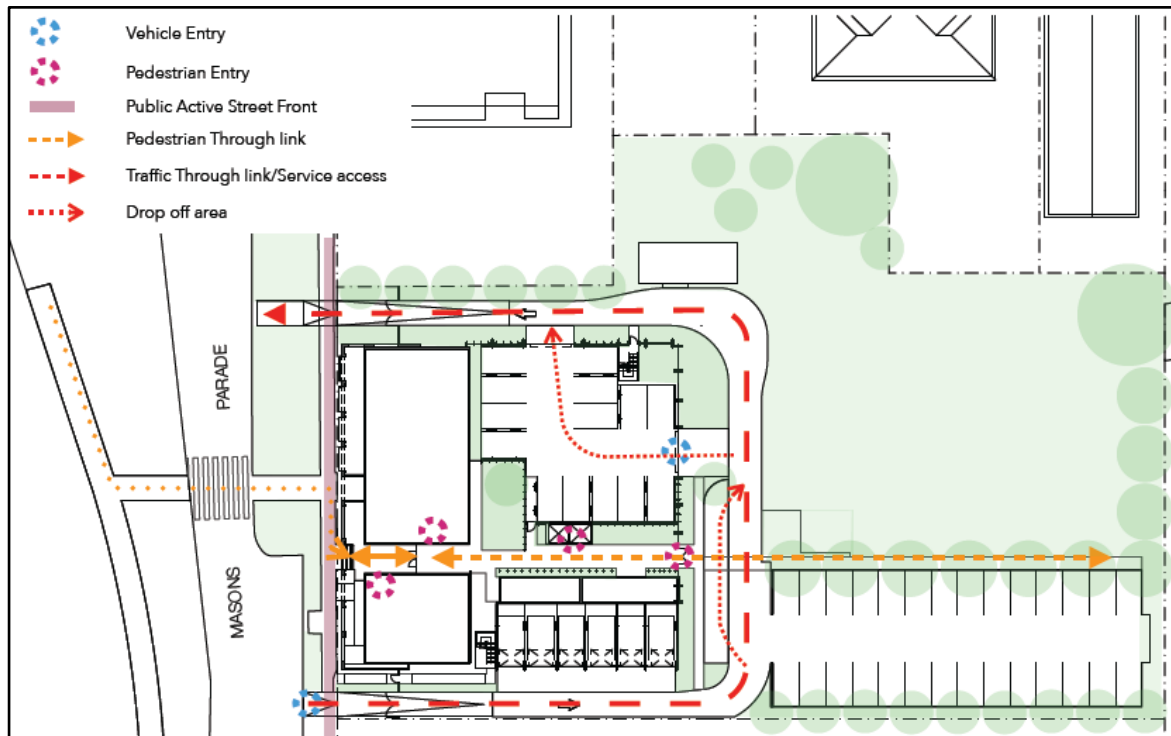 Vehicle Entry
Pedestrian Entry
Public Active Street Front
Pedestrian Through link
Traffic Through link/Service access
Drop off area
PARADE
MASONS